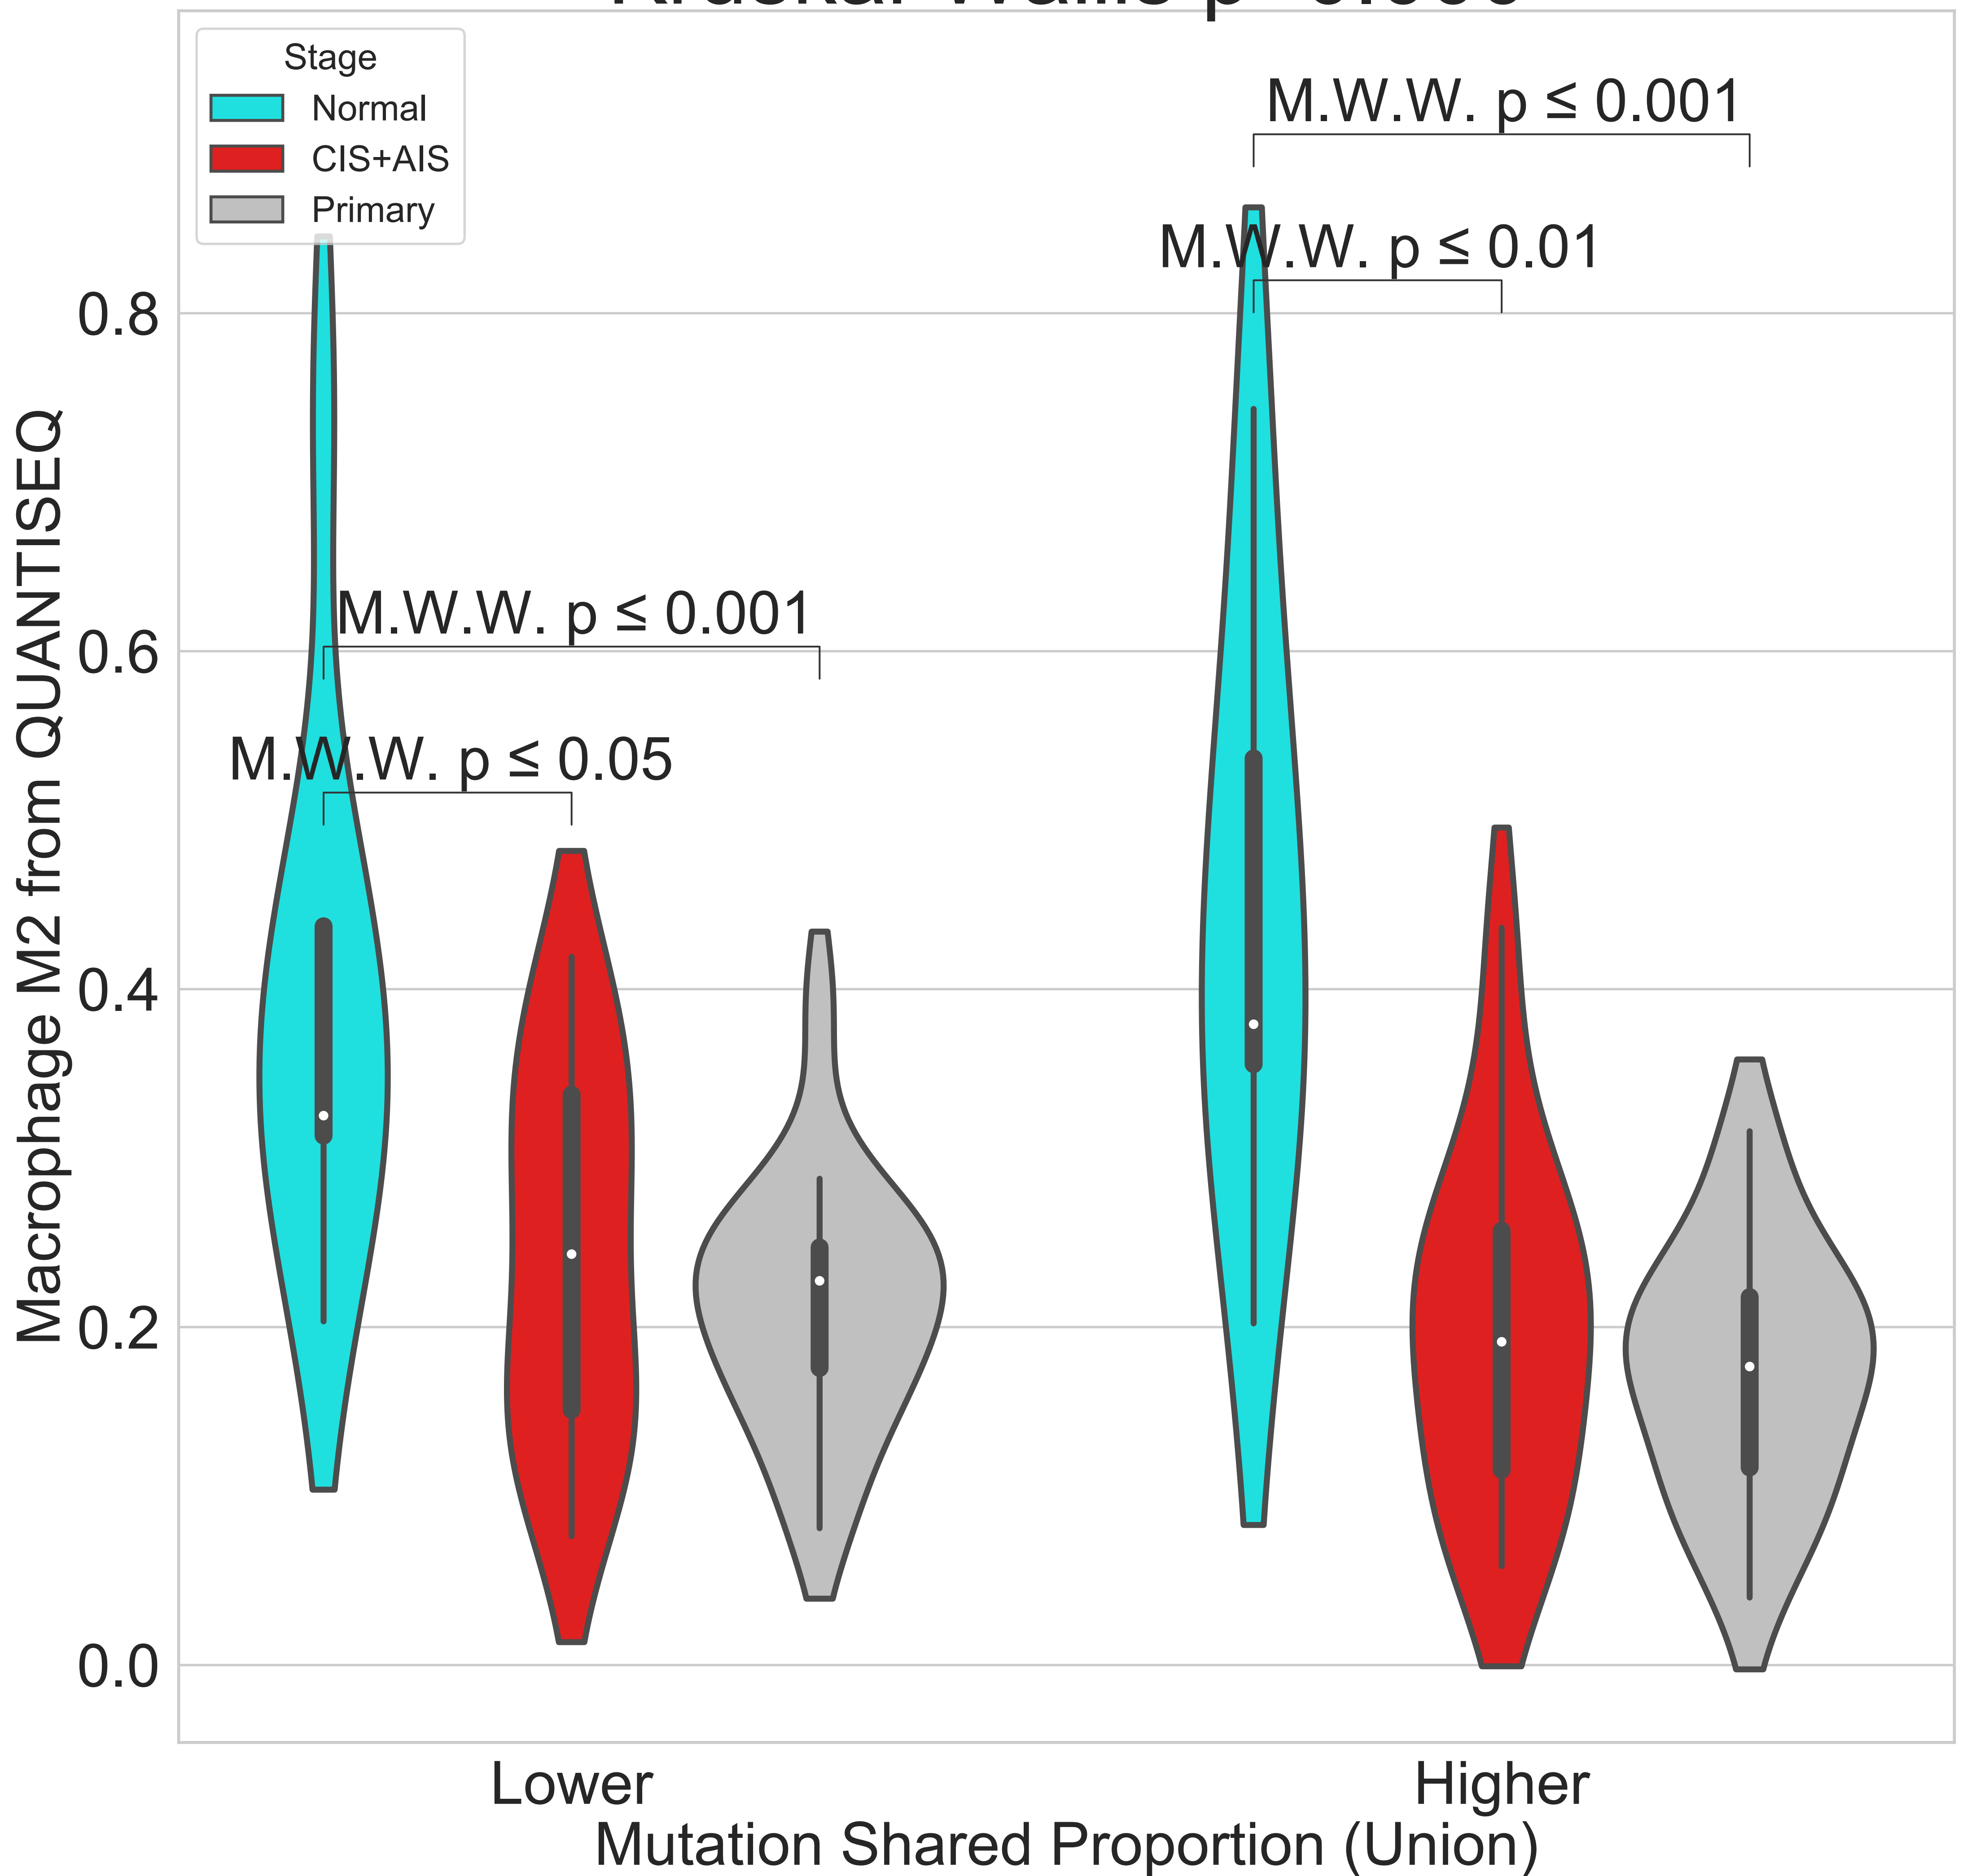 Stage
Normal
CIS+AIS
Primary
M.W.W. p ≤ 0.001
M.W.W. p ≤ 0.01
M.W.W. p ≤ 0.001
M.W.W. p ≤ 0.05
0.8
0.6
0.4
0.2
0.0
Macrophage M2 from QUANTISEQ
Lower
Higher
Mutation Shared Proportion (Union)